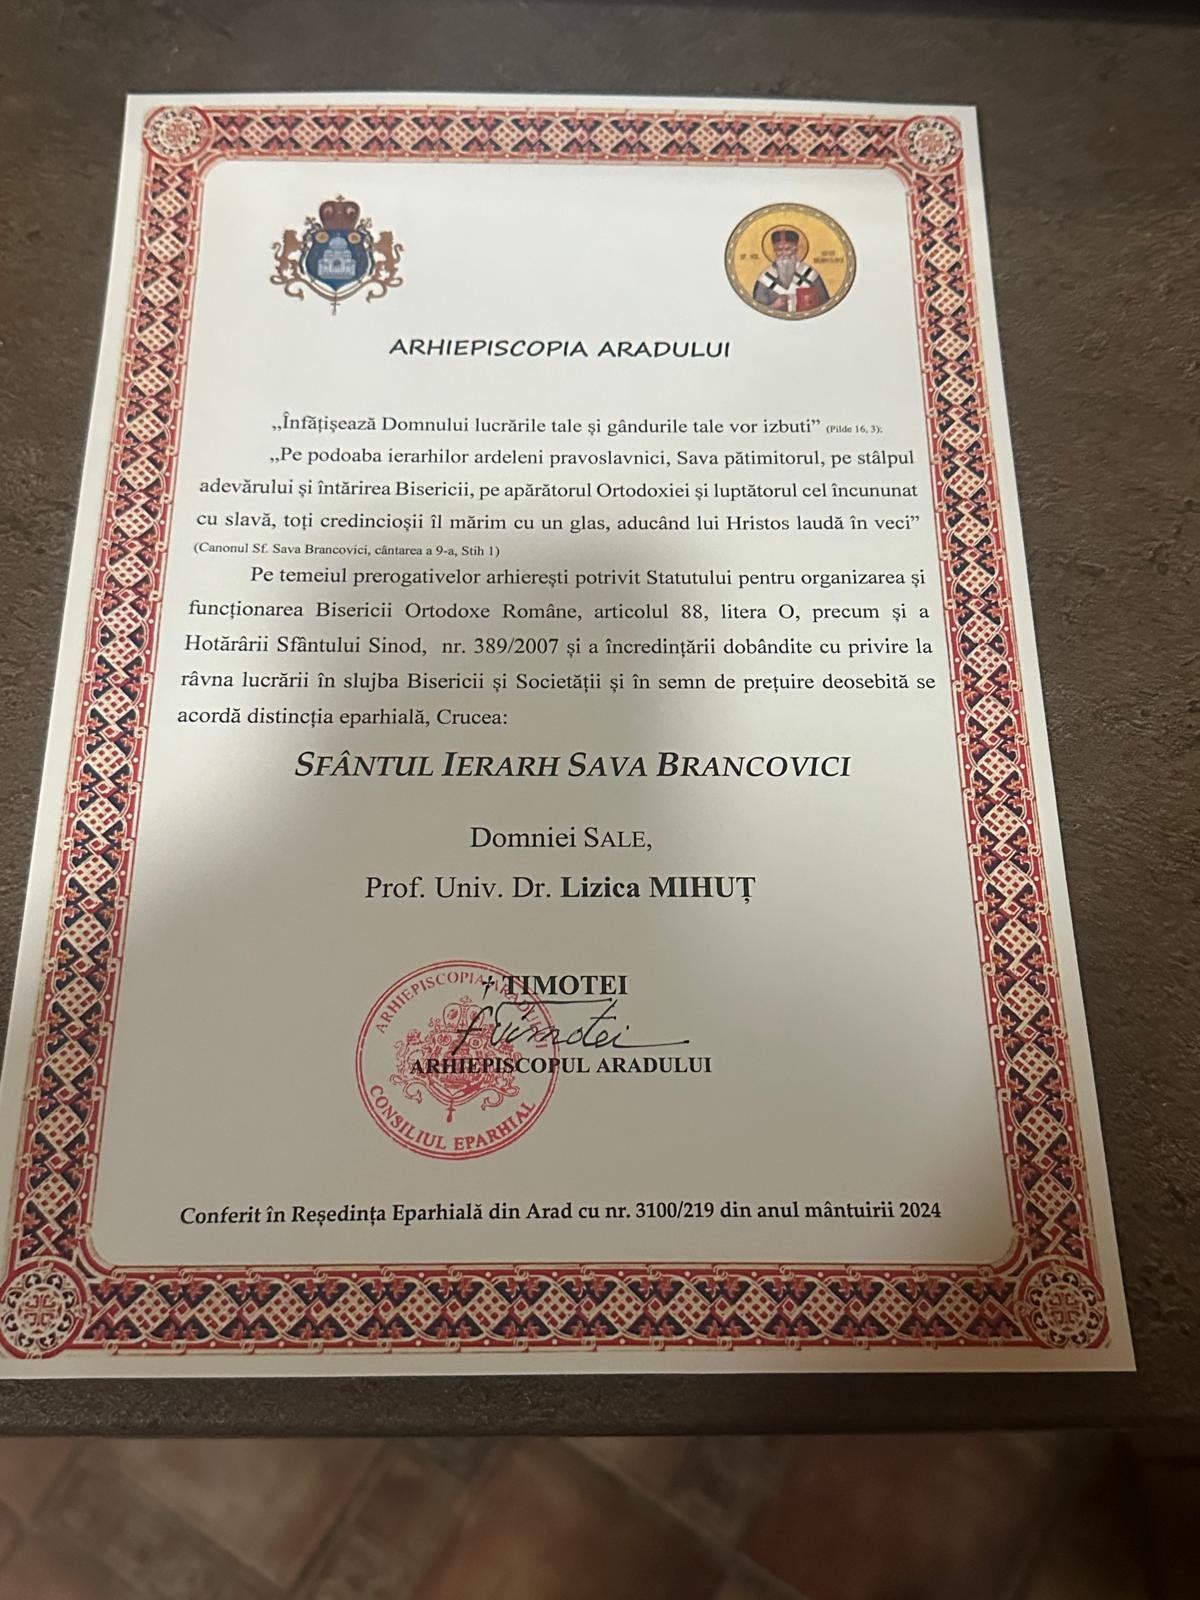 ARHIEPISCOPIA ARADULUI
„Înfățișează Domnului lucrările tale și gândurile tale vor izbuti” (Pilde 16, 3);
„Pe podoaba ierarhilor ardeleni pravoslavnici, Sava pătimitorul, pe stâlpul
adevărului și întărirea Bisericii, pe apărătorul Ortodoxiei și luptătorul cel încununat
cu slavă, toți credincioșii îl mărim cu un glas, aducând lui Hristos laudă în veci”
(Canonul Sf. Sava Brancovici, cântarea a 9-a, Stih 1)
Pe temeiul prerogativelor arhierești potrivit Statutului pentru organizarea și
funcționarea Bisericii Ortodoxe Române, articolul 88, litera O, precum și a
Hotărârii Sfântului Sinod, nr. 389/2007 și a încredințării dobândite cu privire la
râvna lucrării în slujba Bisericii și Societății și în semn de prețuire deosebită se
acordă distincția eparhială, Crucea:
SFÂNTUL IERARH SAVA BRANCOVICI
Domniei SALE,
Prof. Univ. Dr. Lizica MIHUȚ
† TIMOTEI
† Timotei
ARHIEPISCOPUL ARADULUI
ARHIEPISCOPIA ARADULUI
CONSILIUL EPARHIAL
Conferit în Reședința Eparhială din Arad cu nr. 3100/219 din anul mântuirii 2024